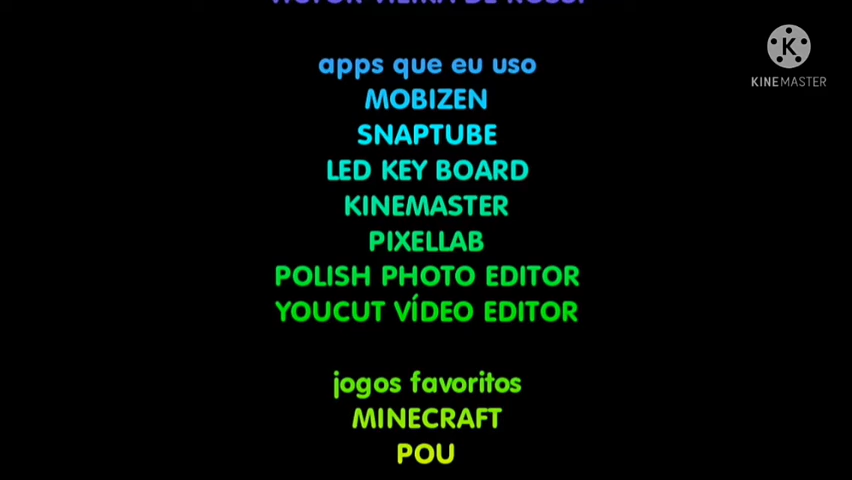 apps que eu uso
MOBIZEN
SNAPTUBE
LED KEY BOARD
KINEMASTER
PIXELLAB
POLISH PHOTO EDITOR
YOUCUT VÍDEO EDITOR
jogos favoritos
MINECRAFT
POU
K
KINEMASTER